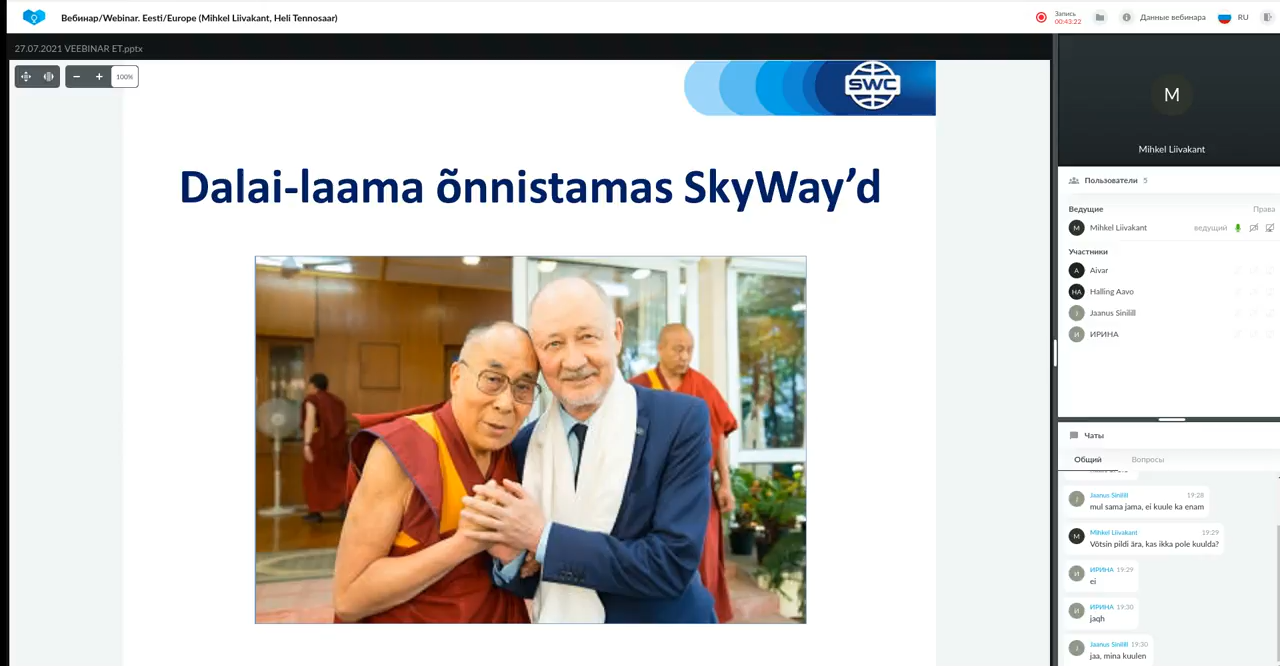 Вебинар/Webinar. Eesti/Europe (Mihkel Liivakant, Heli Tennosaar)
Запись
00:43:22
Данные вебинара
RU
27.07.2021 VEEBINAR ET.pptx
100%
SWC
Dalai-laama õnnistamas SkyWay’d
M
Mihkel Liivakant
Пользователи 5
Ведущие Права
M Mihkel Liivakant ведущий
Участники
A Aivar
HA Halling Aavo
J Jaanus Sinilill
И ИРИНА
Чаты
Общий Вопросы
J Jaanus Sinilill 19:28
mul sama jama, ei kuule ka enam
M Mihkel Liivakant 19:29
Võtsin pildi ära, kas ikka pole kuulda?
И ИРИНА 19:29
ei
И ИРИНА 19:30
jaqh
J Jaanus Sinilill 19:30
jaa, mina kuulen